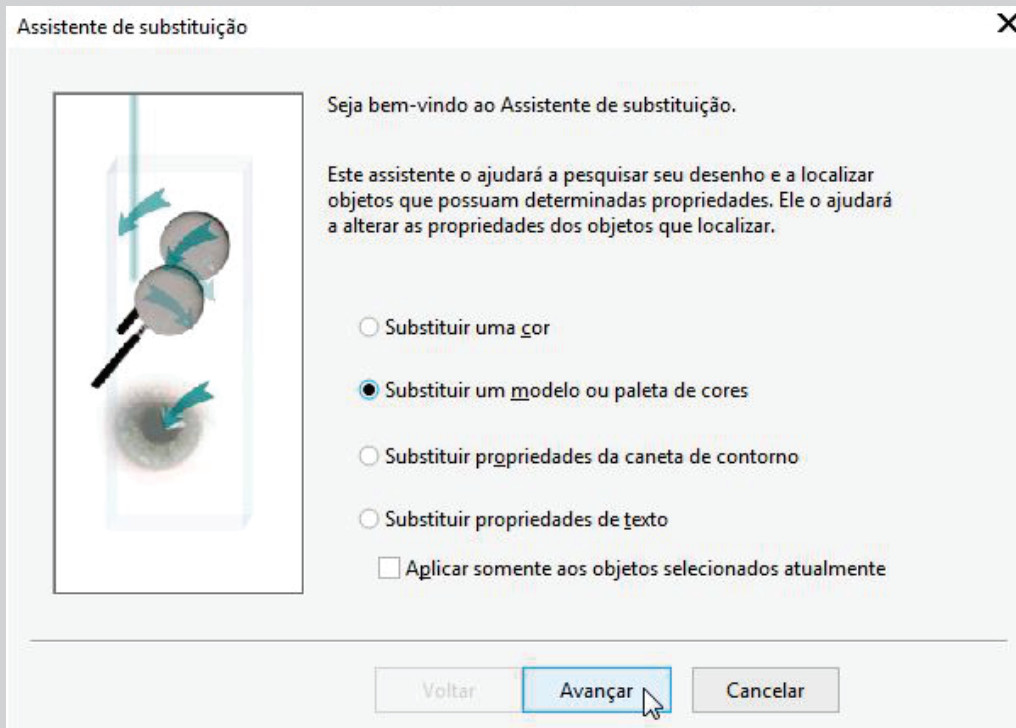 Assistente de substituição
Seja bem-vindo ao Assistente de substituição.
Este assistente o ajudará a pesquisar seu desenho e a localizar
objetos que possuam determinadas propriedades. Ele o ajudará
a alterar as propriedades dos objetos que localizar.
Substituir uma cor
Substituir um modelo ou paleta de cores
Substituir propriedades da caneta de contorno
Substituir propriedades de texto
Aplicar somente aos objetos selecionados atualmente
Voltar Avançar Cancelar